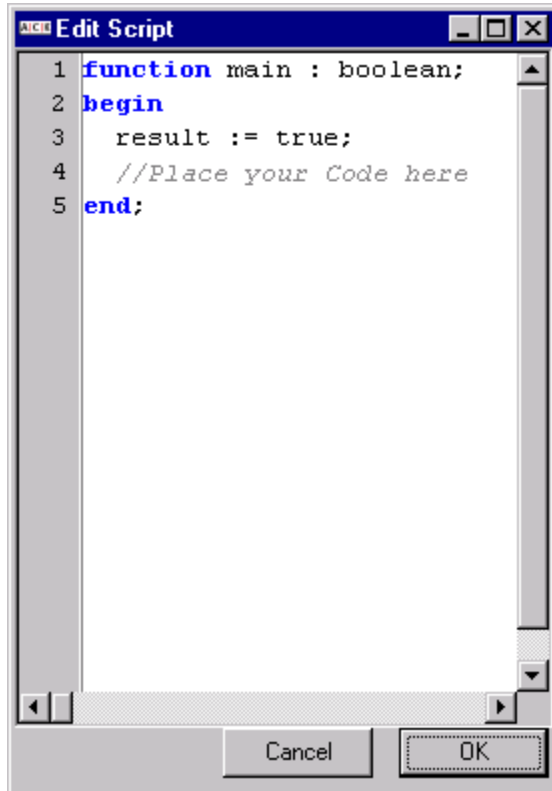 ACE Edit Script
1 function main : boolean;
2 begin
3   result := true;
4   //Place your Code here
5 end;
Cancel OK